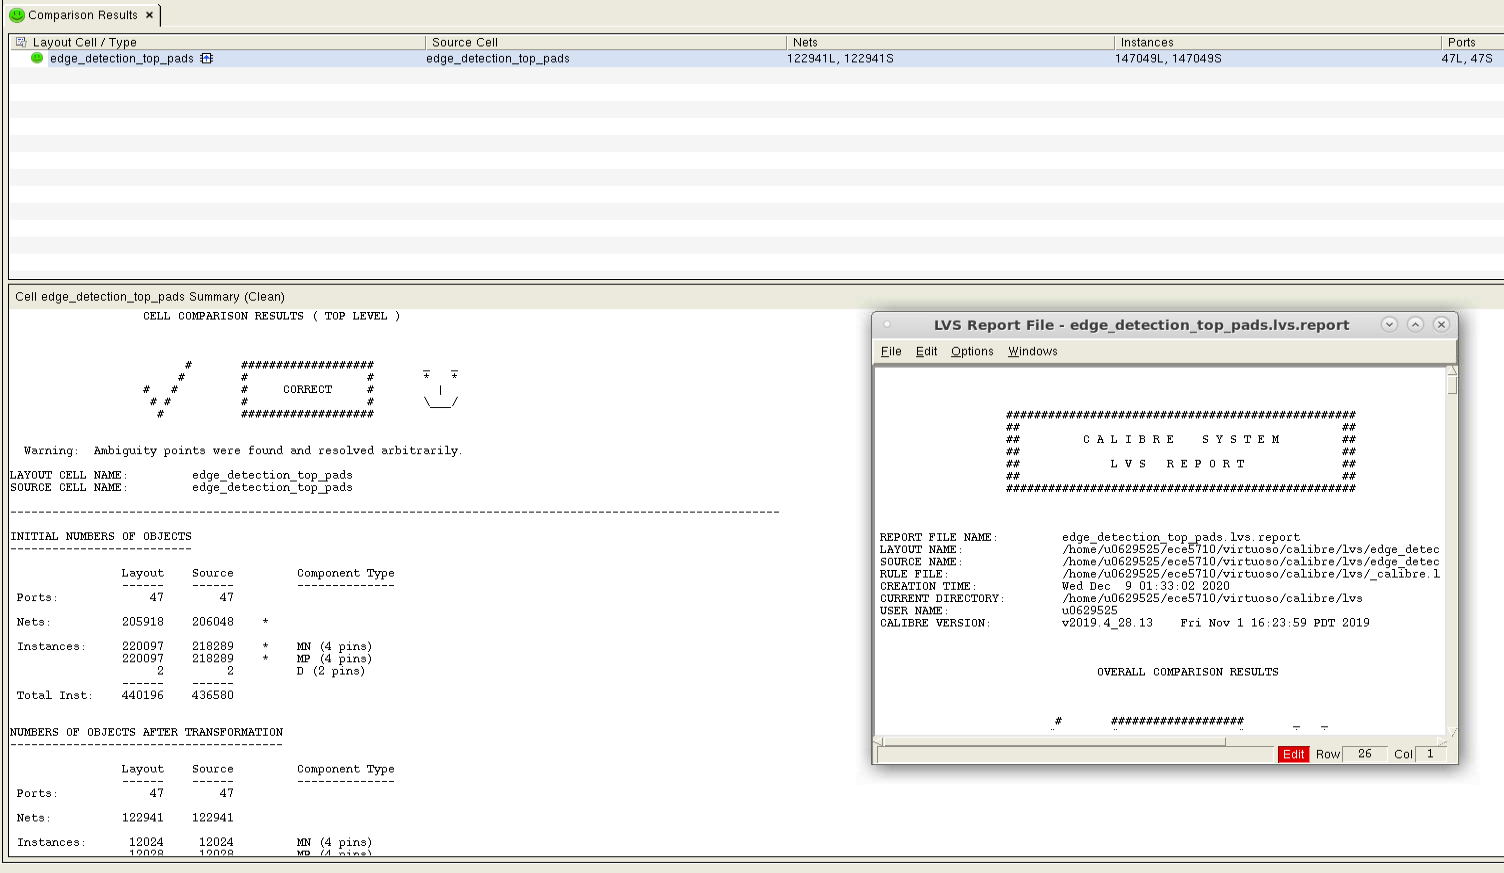 Comparison Results ×
Layout Cell / Type Source Cell Nets Instances Ports
edge_detection_top_pads edge_detection_top_pads 122941L, 122941S 147049L, 147049S 47L, 47S
Cell edge_detection_top_pads Summary (Clean)
CELL COMPARISON RESULTS ( TOP LEVEL )
# ################### _ _
# # # * *
# # # CORRECT # |
# # # # \___/
# ###################
Warning: Ambiguity points were found and resolved arbitrarily.
LAYOUT CELL NAME: edge_detection_top_pads
SOURCE CELL NAME: edge_detection_top_pads
--------------------------------------------------------------------------------------------------------------
INITIAL NUMBERS OF OBJECTS
--------------------------
Layout Source Component Type
------ ------ --------------
Ports: 47 47
Nets: 205918 206048 *
Instances: 220097 218289 * MN (4 pins)
220097 218289 * MP (4 pins)
2 2 D (2 pins)
------ ------
Total Inst: 440196 436580
NUMBERS OF OBJECTS AFTER TRANSFORMATION
---------------------------------------
Layout Source Component Type
------ ------ --------------
Ports: 47 47
Nets: 122941 122941
Instances: 12024 12024 MN (4 pins)
12028 12028 MP (4 pins)
LVS Report File - edge_detection_top_pads.lvs.report
File Edit Options Windows
##################################################
## ##
## C A L I B R E S Y S T E M ##
## ##
## L V S R E P O R T ##
## ##
##################################################
REPORT FILE NAME: edge_detection_top_pads.lvs.report
LAYOUT NAME: /home/u0629525/ece5710/virtuoso/calibre/lvs/edge_detec
SOURCE NAME: /home/u0629525/ece5710/virtuoso/calibre/lvs/edge_detec
RULE FILE: /home/u0629525/ece5710/virtuoso/calibre/lvs/_calibre.l
CREATION TIME: Wed Dec 9 01:33:02 2020
CURRENT DIRECTORY: /home/u0629525/ece5710/virtuoso/calibre/lvs
USER NAME: u0629525
CALIBRE VERSION: v2019.4_28.13 Fri Nov 1 16:23:59 PDT 2019
OVERALL COMPARISON RESULTS
# ################### _ _
Edit Row 26 Col 1